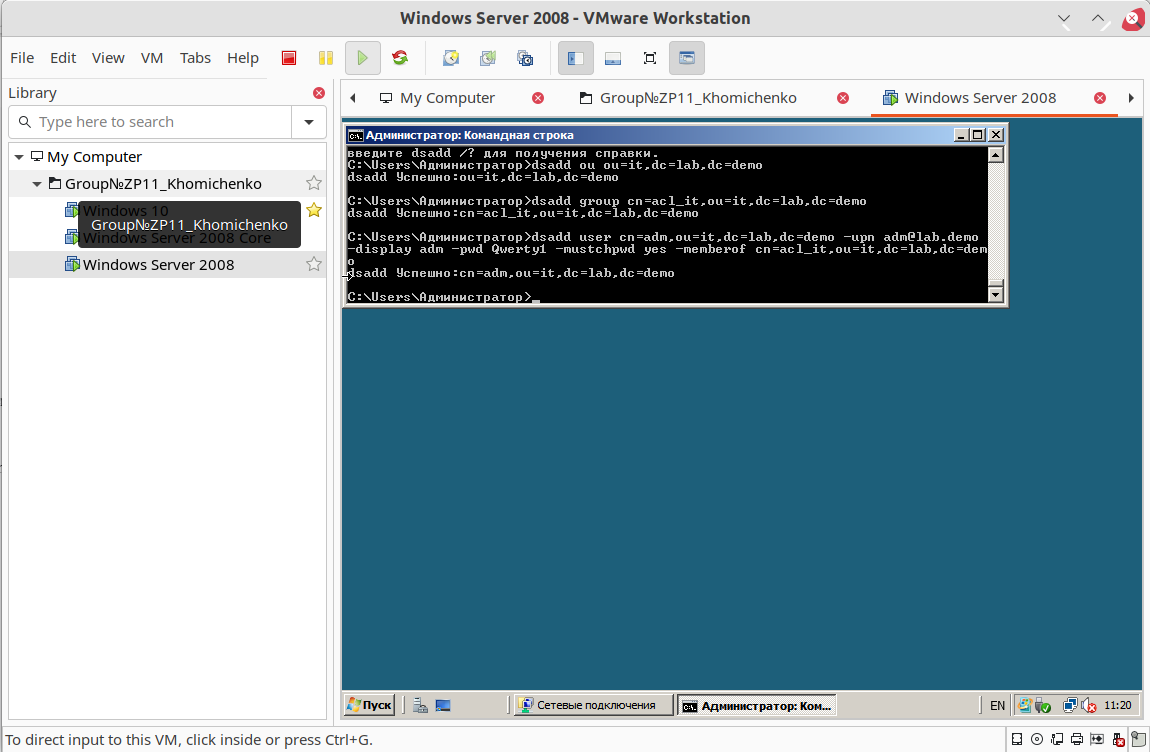 Windows Server 2008 - VMware Workstation
File Edit View VM Tabs Help
Library
Type here to search
My Computer
Group№ZP11_Khomichenko
Windows 10
Group№ZP11_Khomichenko
Windows Server 2008 Core
Windows Server 2008
My Computer
Group№ZP11_Khomichenko
Windows Server 2008
Администратор: Командная строка
введите dsadd /? для получения справки.
C:\Users\Администратор>dsadd ou ou=it,dc=lab,dc=demo
dsadd Успешно:ou=it,dc=lab,dc=demo
C:\Users\Администратор>dsadd group cn=acl_it,ou=it,dc=lab,dc=demo
dsadd Успешно:cn=acl_it,ou=it,dc=lab,dc=demo
C:\Users\Администратор>dsadd user cn=adm,ou=it,dc=lab,dc=demo -upn adm@lab.demo
-display adm -pwd Qwerty1 -mustchpwd yes -memberof cn=acl_it,ou=it,dc=lab,dc=dem
o
dsadd Успешно:cn=adm,ou=it,dc=lab,dc=demo
C:\Users\Администратор>_
Пуск
Сетевые подключения
Администратор: Ком...
EN
11:20
To direct input to this VM, click inside or press Ctrl+G.